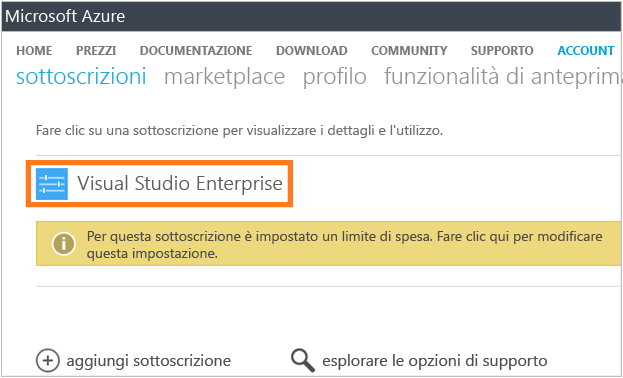 Microsoft Azure
HOME PREZZI DOCUMENTAZIONE DOWNLOAD COMMUNITY SUPPORTO ACCOUNT
sottoscrizioni marketplace profilo funzionalità di anteprima
Fare clic su una sottoscrizione per visualizzare i dettagli e l'utilizzo.
Visual Studio Enterprise
Per questa sottoscrizione è impostato un limite di spesa. Fare clic qui per modificare
questa impostazione.
aggiungi sottoscrizione esplorare le opzioni di supporto